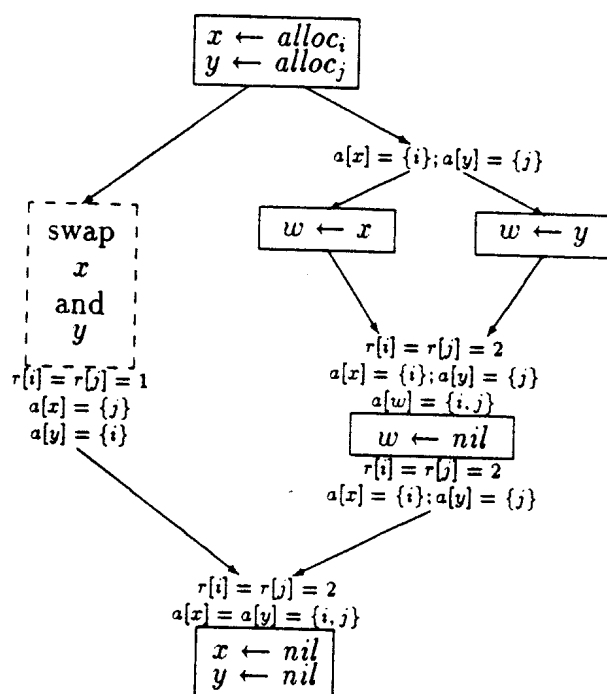 x ← alloc_i
y ← alloc_j
a[x] = {i}; a[y] = {j}
swap
x
and
y
r[i] = r[j] = 1
a[x] = {j}
a[y] = {i}
w ← x
w ← y
r[i] = r[j] = 2
a[x] = {i}; a[y] = {j}
a[w] = {i, j}
w ← nil
r[i] = r[j] = 2
a[x] = {i}; a[y] = {j}
r[i] = r[j] = 2
a[x] = a[y] = {i, j}
x ← nil
y ← nil